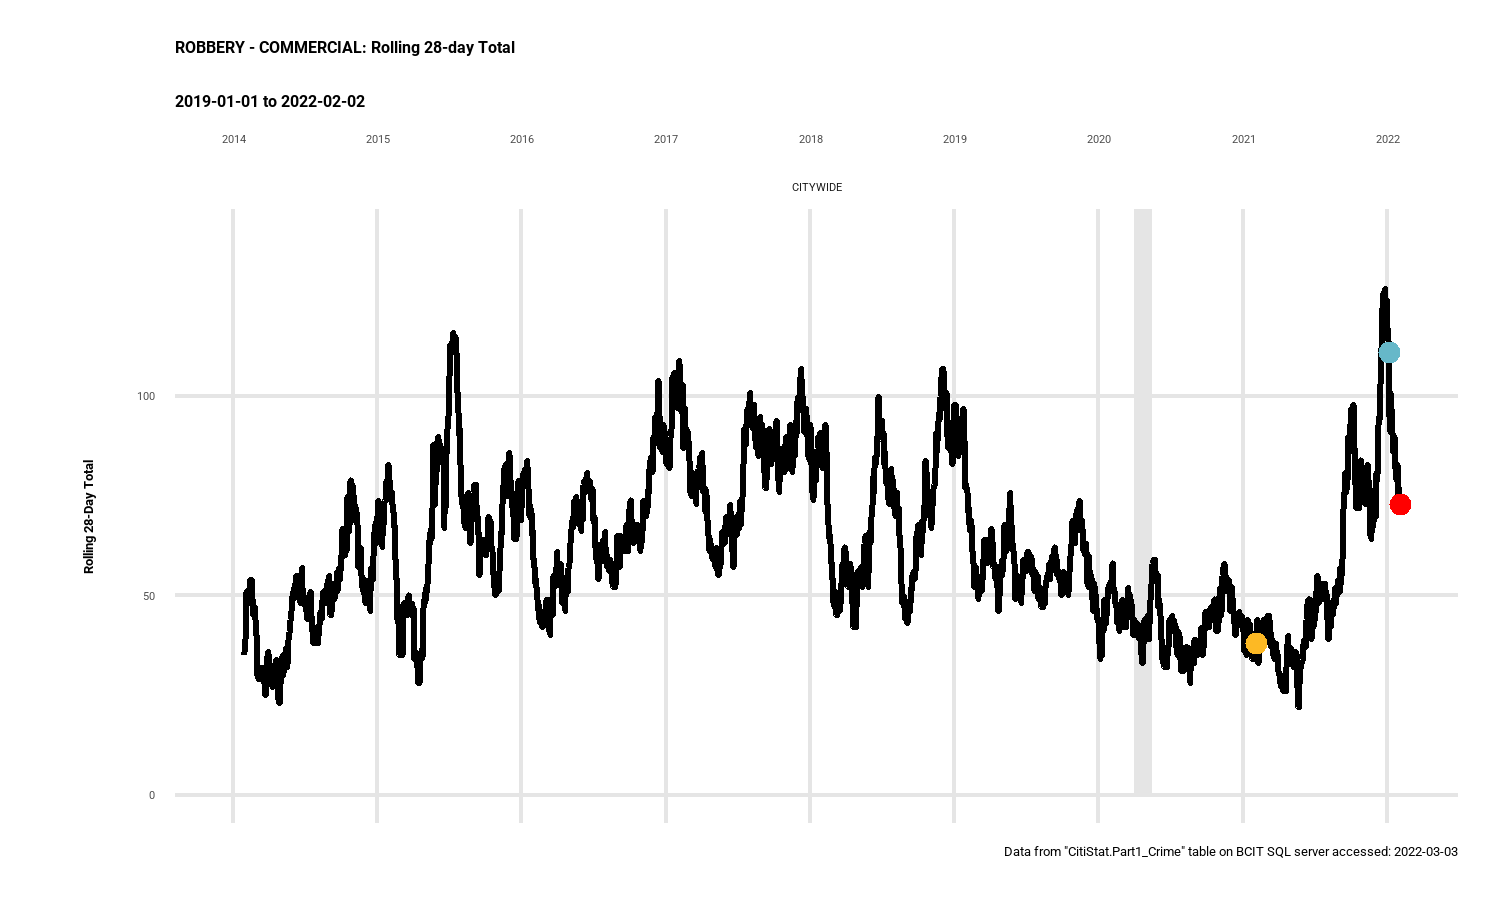 ROBBERY - COMMERCIAL: Rolling 28-day Total
2019-01-01 to 2022-02-02
2014 2015 2016 2017 2018 2019 2020 2021 2022
CITYWIDE
100
50
0
Rolling 28-Day Total
Data from "CitiStat.Part1_Crime" table on BCIT SQL server accessed: 2022-03-03